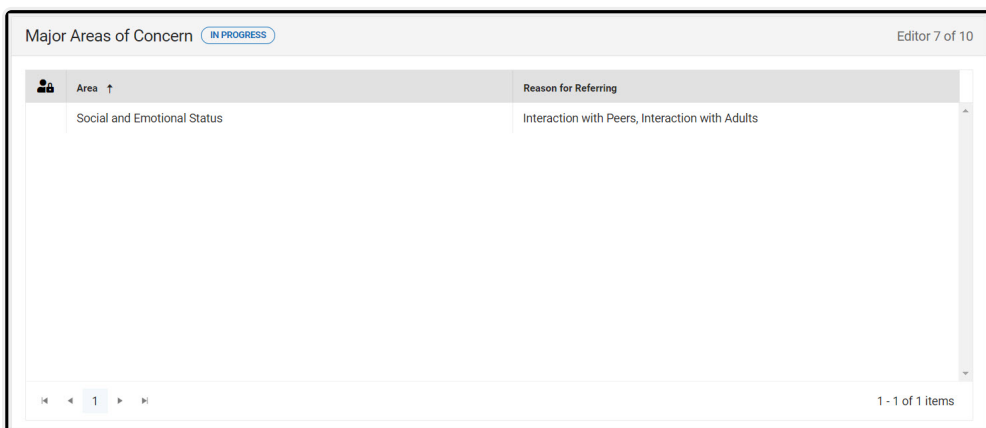 Major Areas of Concern IN PROGRESS Editor 7 of 10
Area ↑ Reason for Referring
Social and Emotional Status Interaction with Peers, Interaction with Adults
1 1 - 1 of 1 items